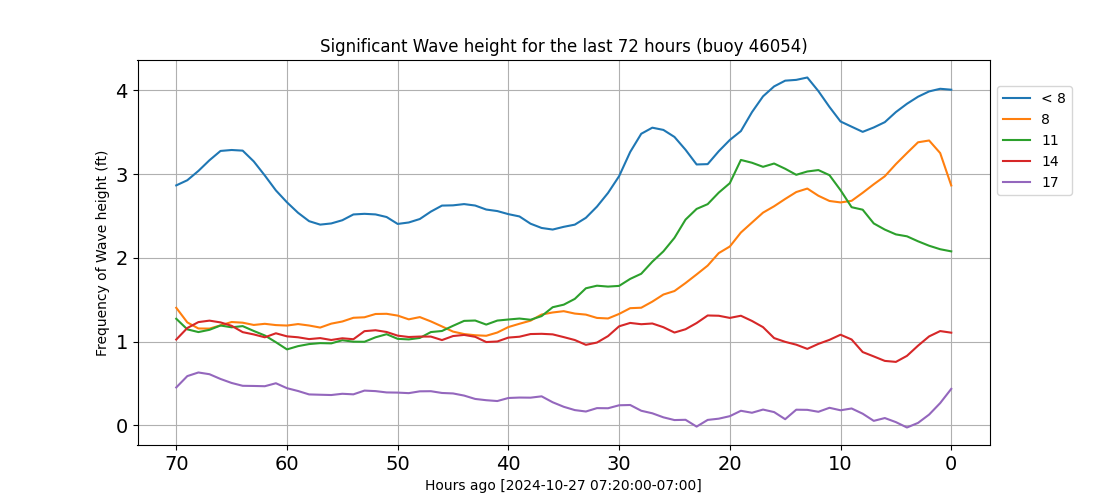 Significant Wave height for the last 72 hours (buoy 46054)
Frequency of Wave height (ft)
4
3
2
1
0
70 60 50 40 30 20 10 0
Hours ago [2024-10-27 07:20:00-07:00]
< 8
8
11
14
17